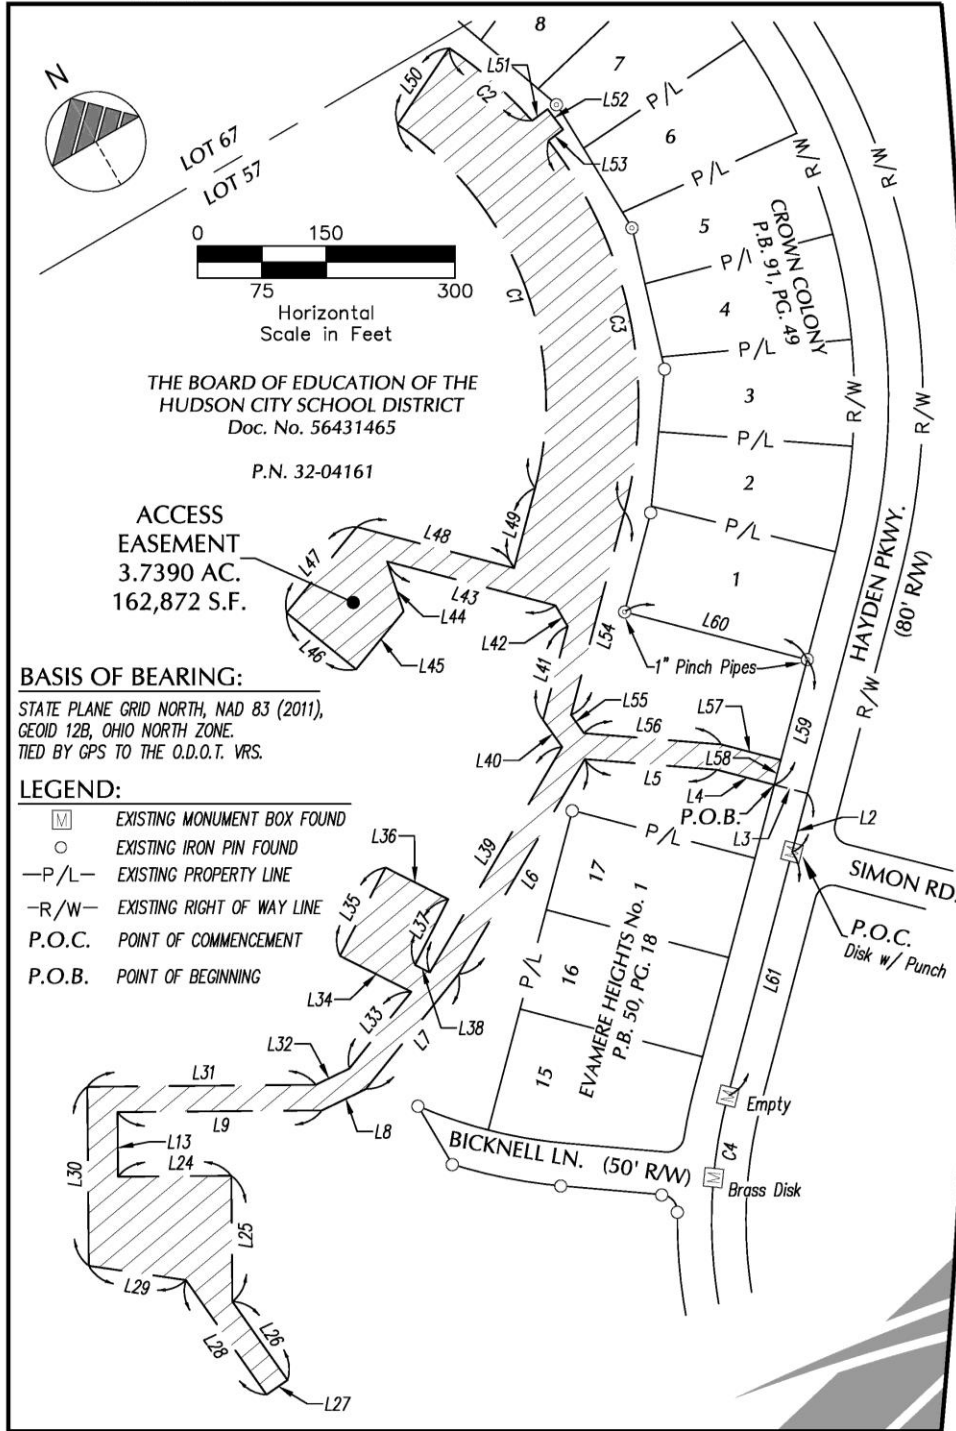 N
LOT 67
LOT 57
0 150
75 300
Horizontal
Scale in Feet
THE BOARD OF EDUCATION OF THE
HUDSON CITY SCHOOL DISTRICT
Doc. No. 56431465
P.N. 32-04161
ACCESS
EASEMENT
3.7390 AC.
162,872 S.F.
BASIS OF BEARING:
STATE PLANE GRID NORTH, NAD 83 (2011),
GEOID 12B, OHIO NORTH ZONE.
TIED BY GPS TO THE O.D.O.T. VRS.
LEGEND:
M EXISTING MONUMENT BOX FOUND
EXISTING IRON PIN FOUND
P/L EXISTING PROPERTY LINE
R/W EXISTING RIGHT OF WAY LINE
P.O.C. POINT OF COMMENCEMENT
P.O.B. POINT OF BEGINNING
8
7
P/L
6
P/L
5
P/L
4
P/L
3
P/L
2
P/L
1
CROWN COLONY
P.B. 91, PG. 49
R/W
R/W
R/W
R/W
R/W
HAYDEN PKWY.
(80' R/W)
L50
C2
L51
L52
L53
C1
C3
L49
L48
L47
L43
L44
L46
L45
L42
L41
L54
L60
1" Pinch Pipes
L55
L56
L57
L59
L58
L40
L5
L4
P.O.B.
L3
L2
M
SIMON RD.
P.O.C.
Disk w/ Punch
L61
L39
L6
P/L
17
P/L
16
15
EVAMERE HEIGHTS No. 1
P.B. 50, PG. 18
L36
L35
L37
L34
L38
L33
L7
L32
L8
L31
L9
L13
L24
L30
L25
L29
L26
L28
L27
M
Empty
C4
M
Brass Disk
BICKNELL LN. (50' R/W)